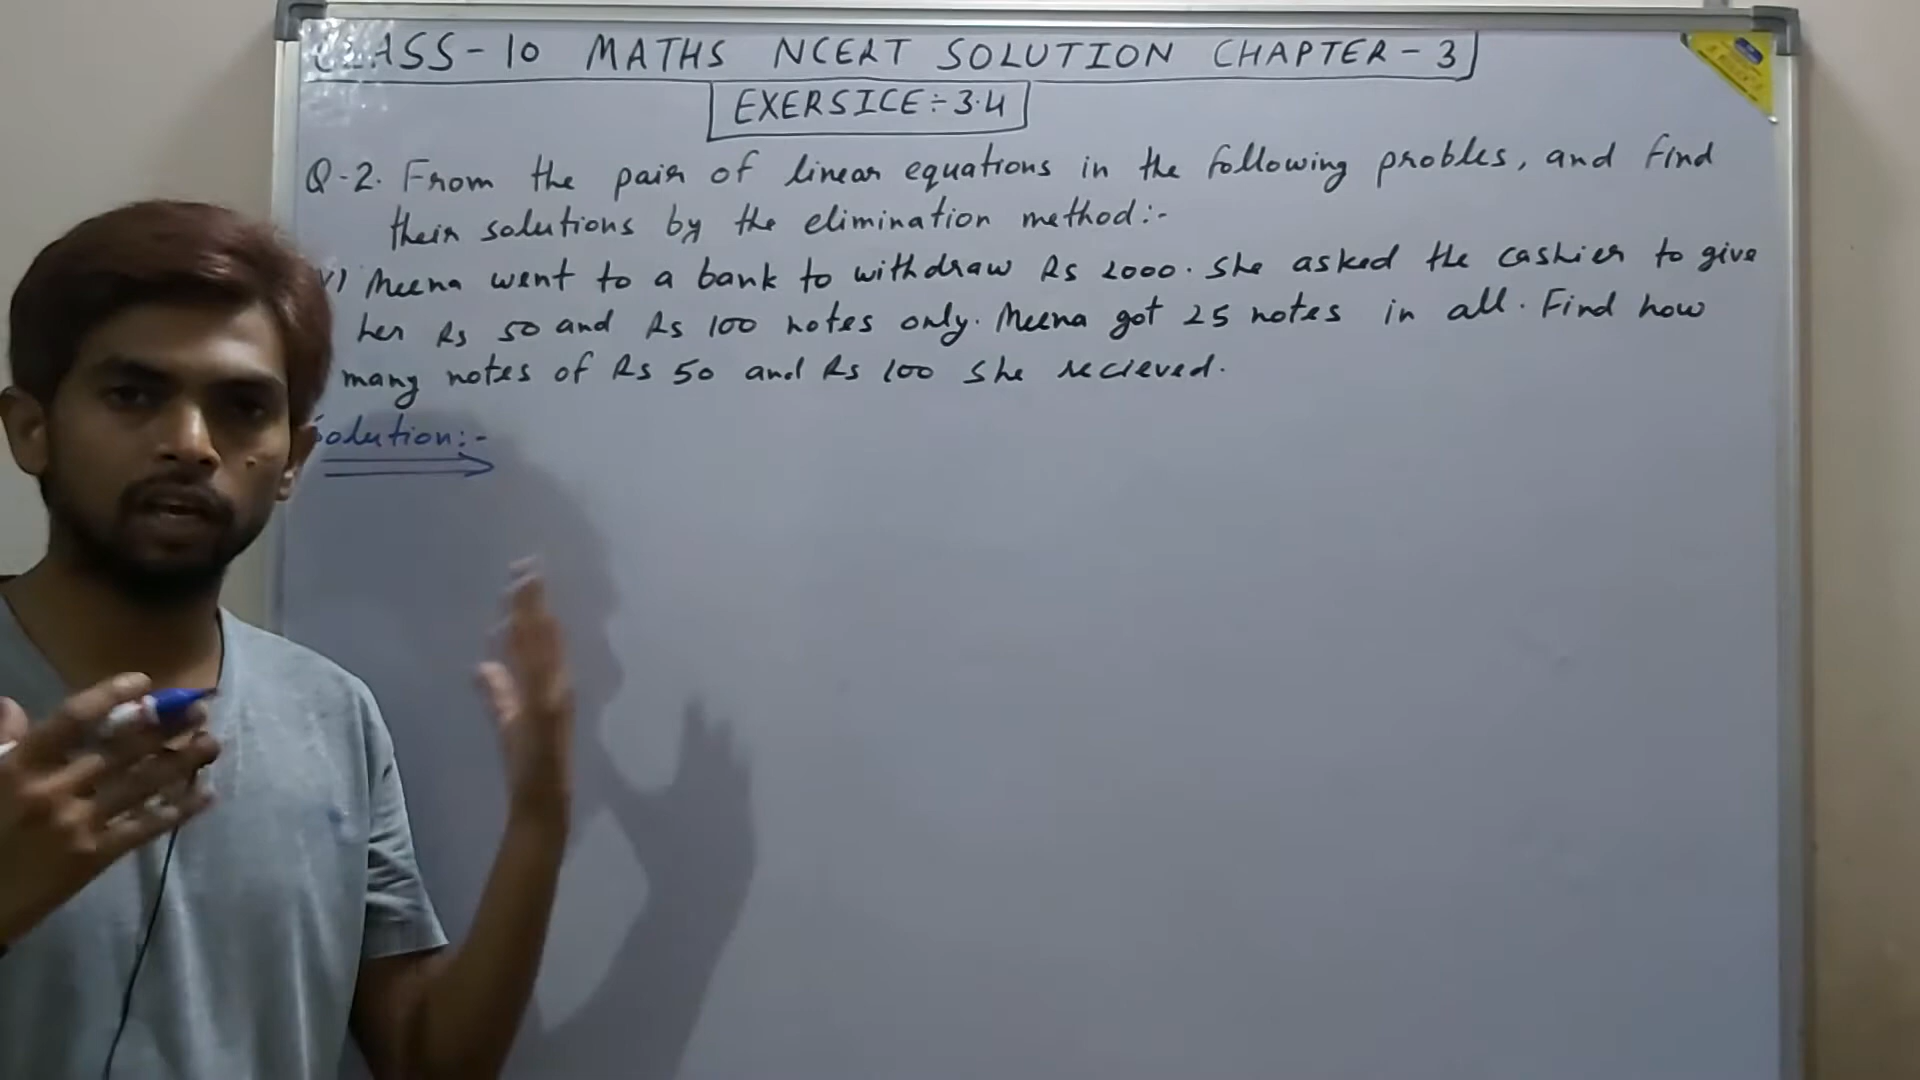 CLASS-10 MATHS NCERT SOLUTION CHAPTER-3
EXERSICE÷3.4
Q-2. From the pair of linear equations in the following probles, and find
their solutions by the elimination method:-
Meena went to a bank to withdraw Rs 2000. She asked the cashier to give
her Rs 50 and Rs 100 notes only. Meena got 25 notes in all. Find how
many notes of Rs 50 and Rs 100 she recieved.
Solution:-